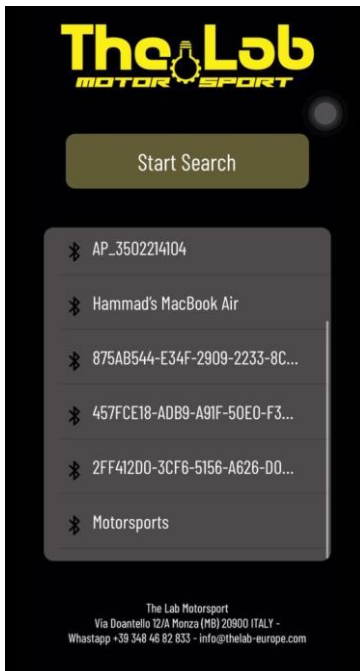 The Lab
MOTOR SPORT
Start Search
AP_3502214104
Hammad's MacBook Air
875AB544-E34F-2909-2233-8C...
457FCE18-ADB9-A91F-50E0-F3...
2FF412D0-3CF6-5156-A626-D0...
Motorsports
The Lab Motorsport
Via Doantello 12/A Monza (MB) 20900 ITALY -
Whastapp +39 348 46 82 833 - info@thelab-europe.com